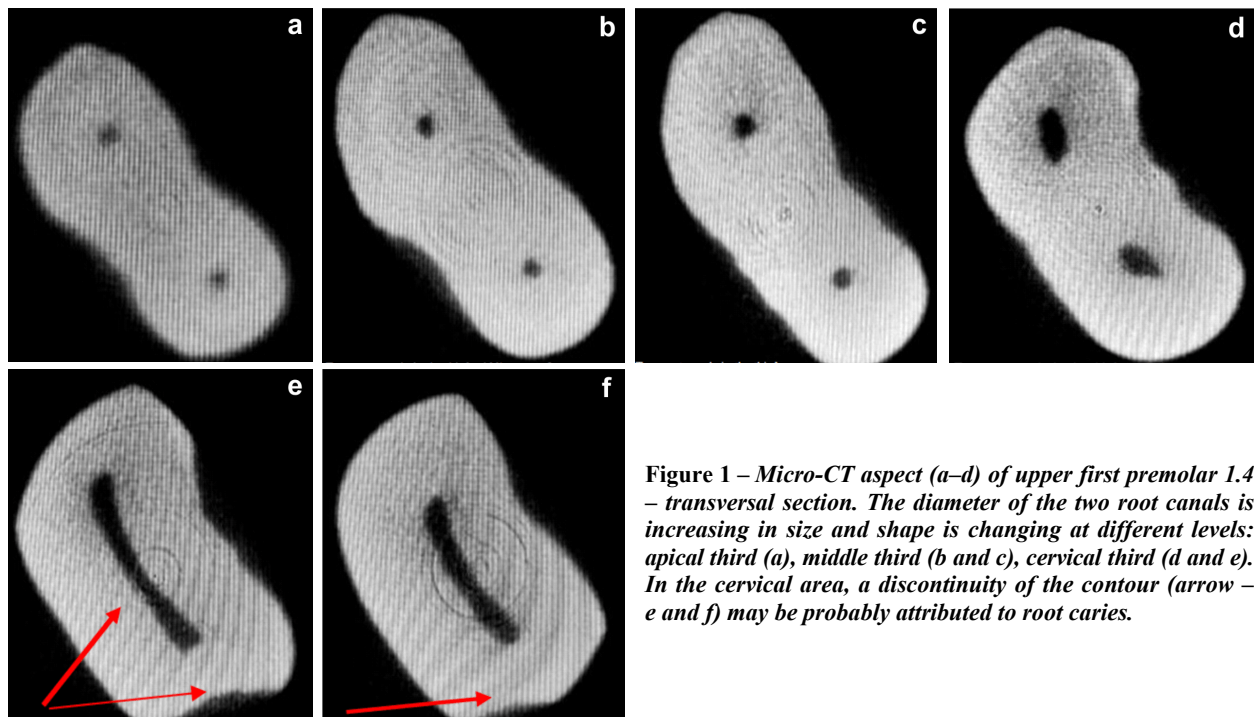 a
b
c
d
e
f
Figure 1 – Micro-CT aspect (a–d) of upper first premolar 1.4
– transversal section. The diameter of the two root canals is
increasing in size and shape is changing at different levels:
apical third (a), middle third (b and c), cervical third (d and e).
In the cervical area, a discontinuity of the contour (arrow –
e and f) may be probably attributed to root caries.